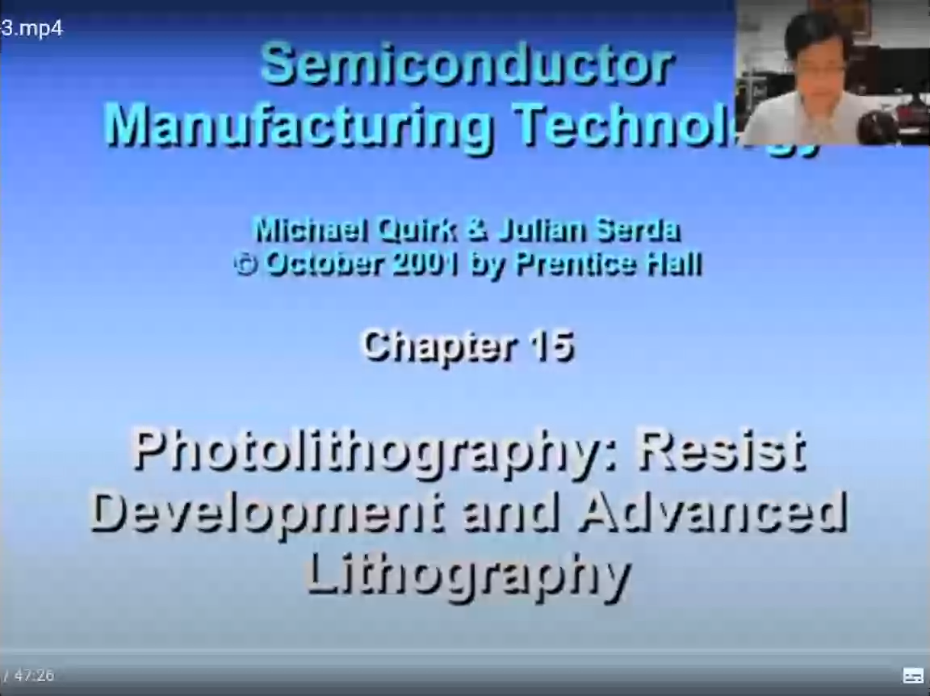 3.mp4
Semiconductor
Manufacturing Technology
Michael Quirk & Julian Serda
© October 2001 by Prentice Hall
Chapter 15
Photolithography: Resist
Development and Advanced
Lithography
/ 47:26